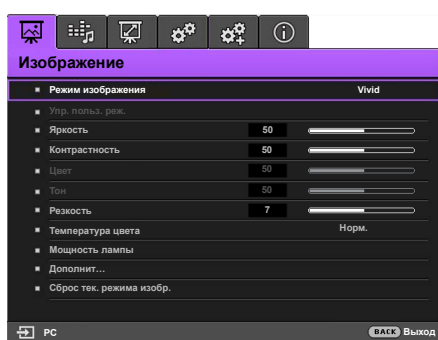 Изображение
Режим изображения Vivid
Упр. польз. реж.
Яркость 50
Контрастность 50
Цвет 50
Тон 50
Резкость 7
Температура цвета Норм.
Мощность лампы
Дополнит...
Сброс тек. режима изобр.
PC BACK Выход